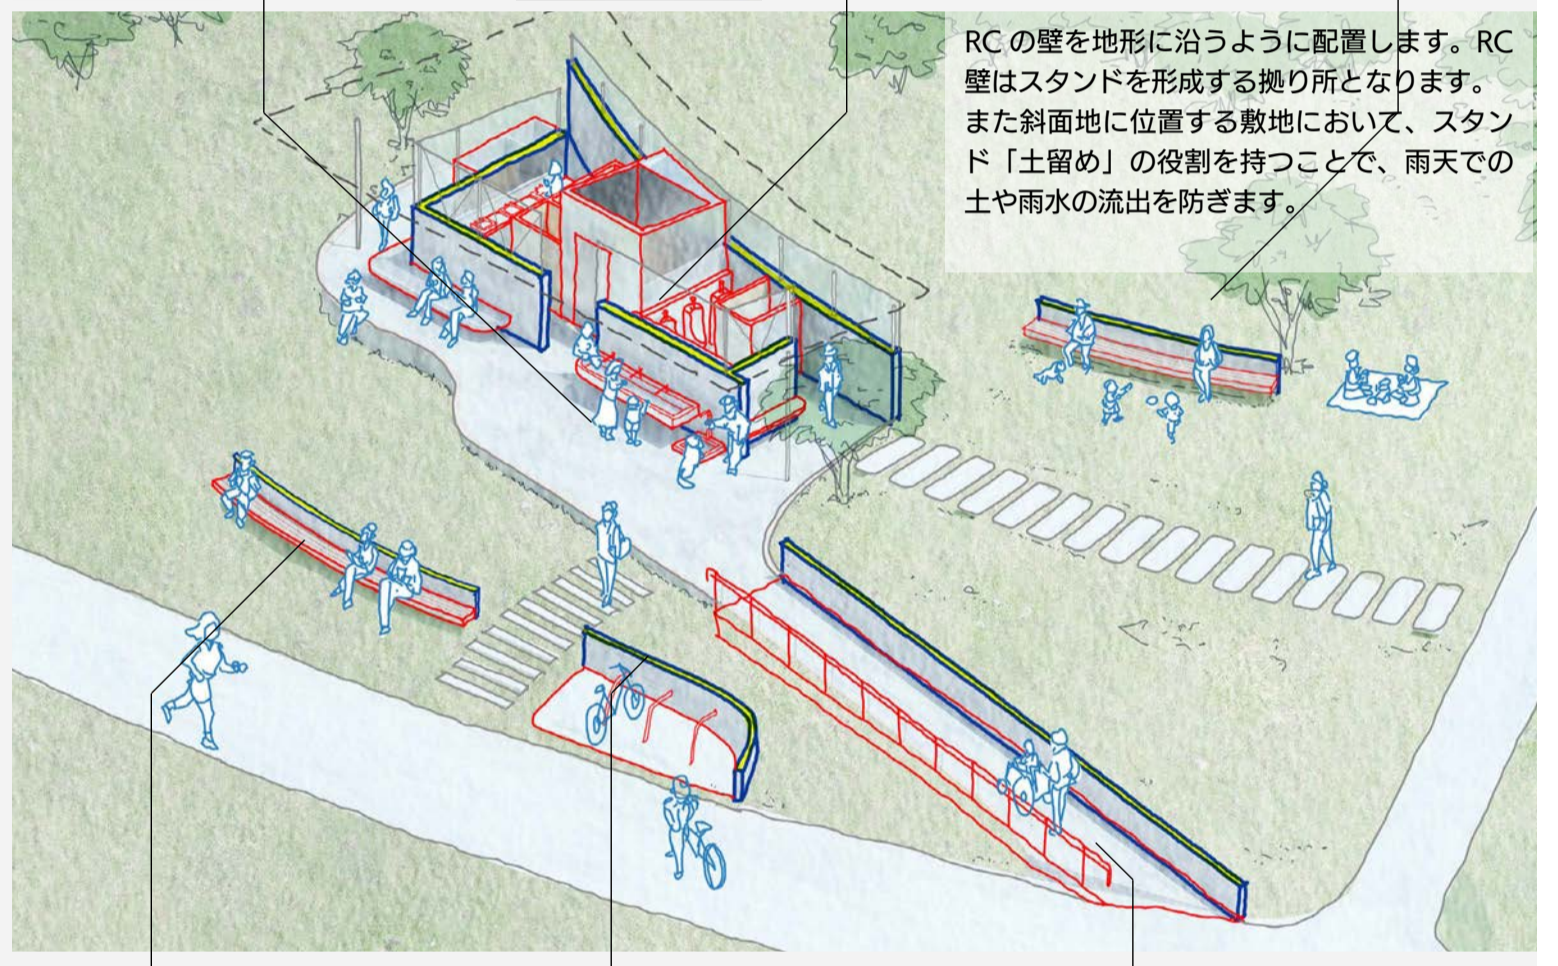 RC の壁を地形に沿うように配置します。RC
壁はスタンドを形成する拠り所となります。
また斜面地に位置する敷地において、スタン
ド「土留め」の役割を持つことで、雨天での
土や雨水の流出を防ぎます。